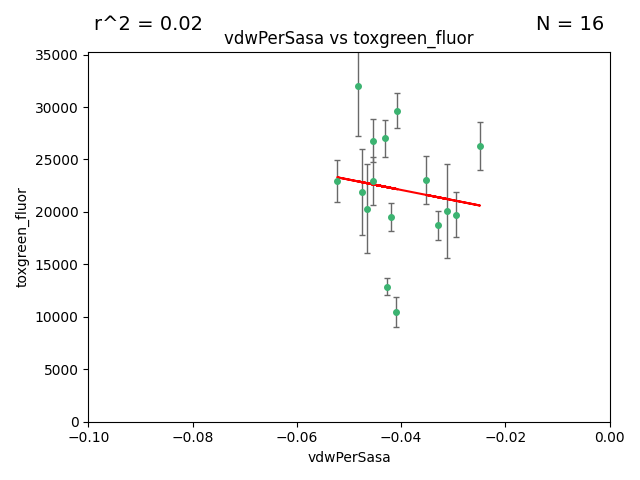 r^2 = 0.02
N = 16
vdwPerSasa vs toxgreen_fluor
35000
30000
25000
20000
15000
10000
5000
0
toxgreen_fluor
−0.10
−0.08
−0.06
−0.04
−0.02
0.00
vdwPerSasa